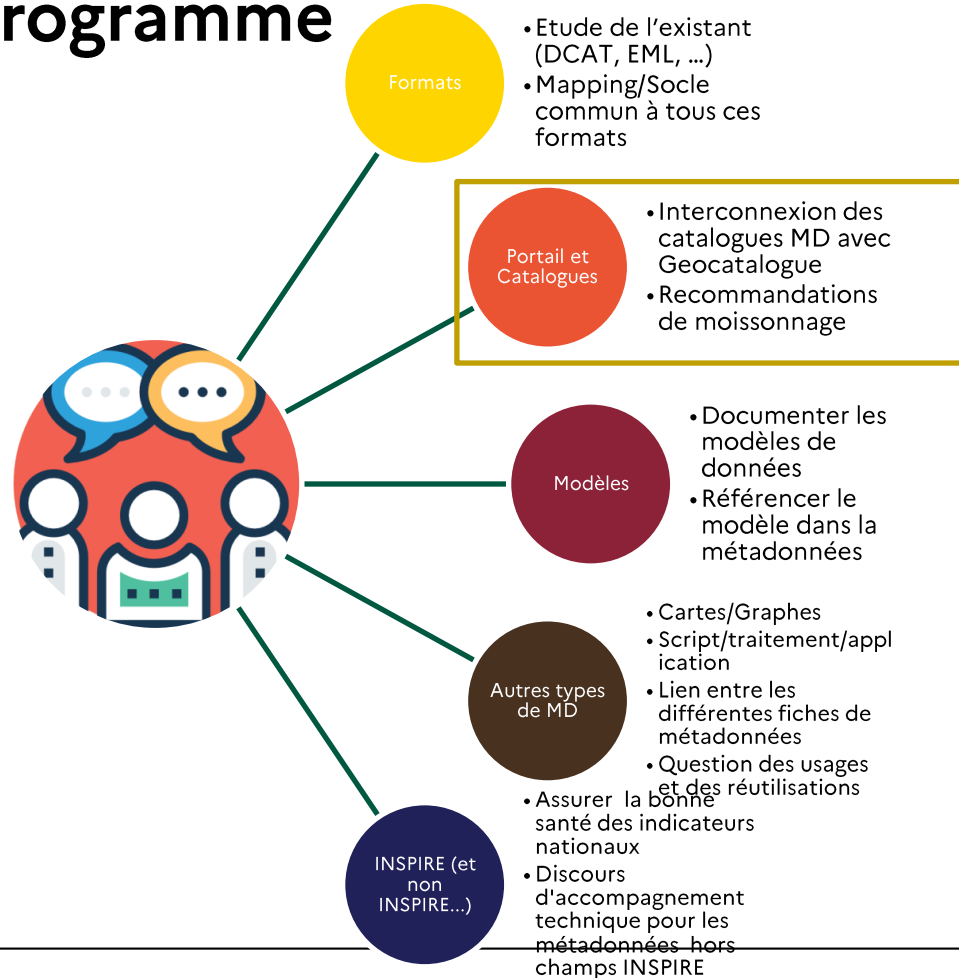 rogramme
Formats
• Etude de l’existant
(DCAT, EML, …)
• Mapping/Socle
commun à tous ces
formats
Portail et
Catalogues
• Interconnexion des
catalogues MD avec
Geocatalogue
• Recommandations
de moissonnage
Modèles
• Documenter les
modèles de
données
• Référencer le
modèle dans la
métadonnées
Autres types
de MD
• Cartes/Graphes
• Script/traitement/appl
ication
• Lien entre les
différentes fiches de
métadonnées
• Question des usages
et des réutilisations
INSPIRE (et
non
INSPIRE...)
• Assurer la bonne
santé des indicateurs
nationaux
• Discours
d'accompagnement
technique pour les
métadonnées hors
champs INSPIRE